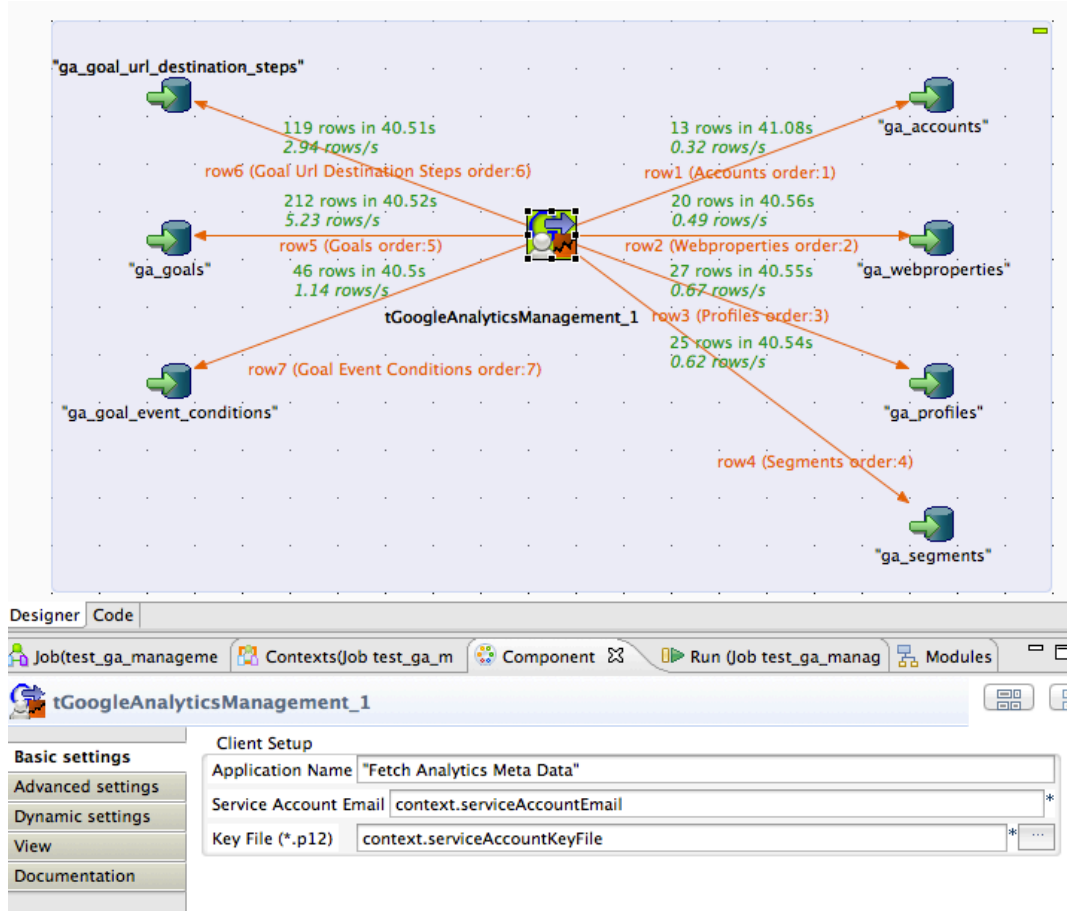 "ga_goal_url_destination_steps"
119 rows in 40.51s
2.94 rows/s
row6 (Goal Url Destination Steps order:6)
13 rows in 41.08s
0.32 rows/s
"ga_accounts"
row1 (Accounts order:1)
212 rows in 40.52s
5.23 rows/s
row5 (Goals order:5)
"ga_goals"
20 rows in 40.56s
0.49 rows/s
row2 (Webproperties order:2)
"ga_webproperties"
46 rows in 40.5s
1.14 rows/s
27 rows in 40.55s
0.67 rows/s
tGoogleAnalyticsManagement_1
row3 (Profiles order:3)
25 rows in 40.54s
0.62 rows/s
row7 (Goal Event Conditions order:7)
"ga_goal_event_conditions"
"ga_profiles"
row4 (Segments order:4)
"ga_segments"
Designer
Code
Job(test_ga_manageme
Contexts(Job test_ga_m
Component
Run (Job test_ga_manag
Modules
tGoogleAnalyticsManagement_1
Basic settings
Advanced settings
Dynamic settings
View
Documentation
Client Setup
Application Name "Fetch Analytics Meta Data"
Service Account Email context.serviceAccountEmail *
Key File (*.p12) context.serviceAccountKeyFile * ...